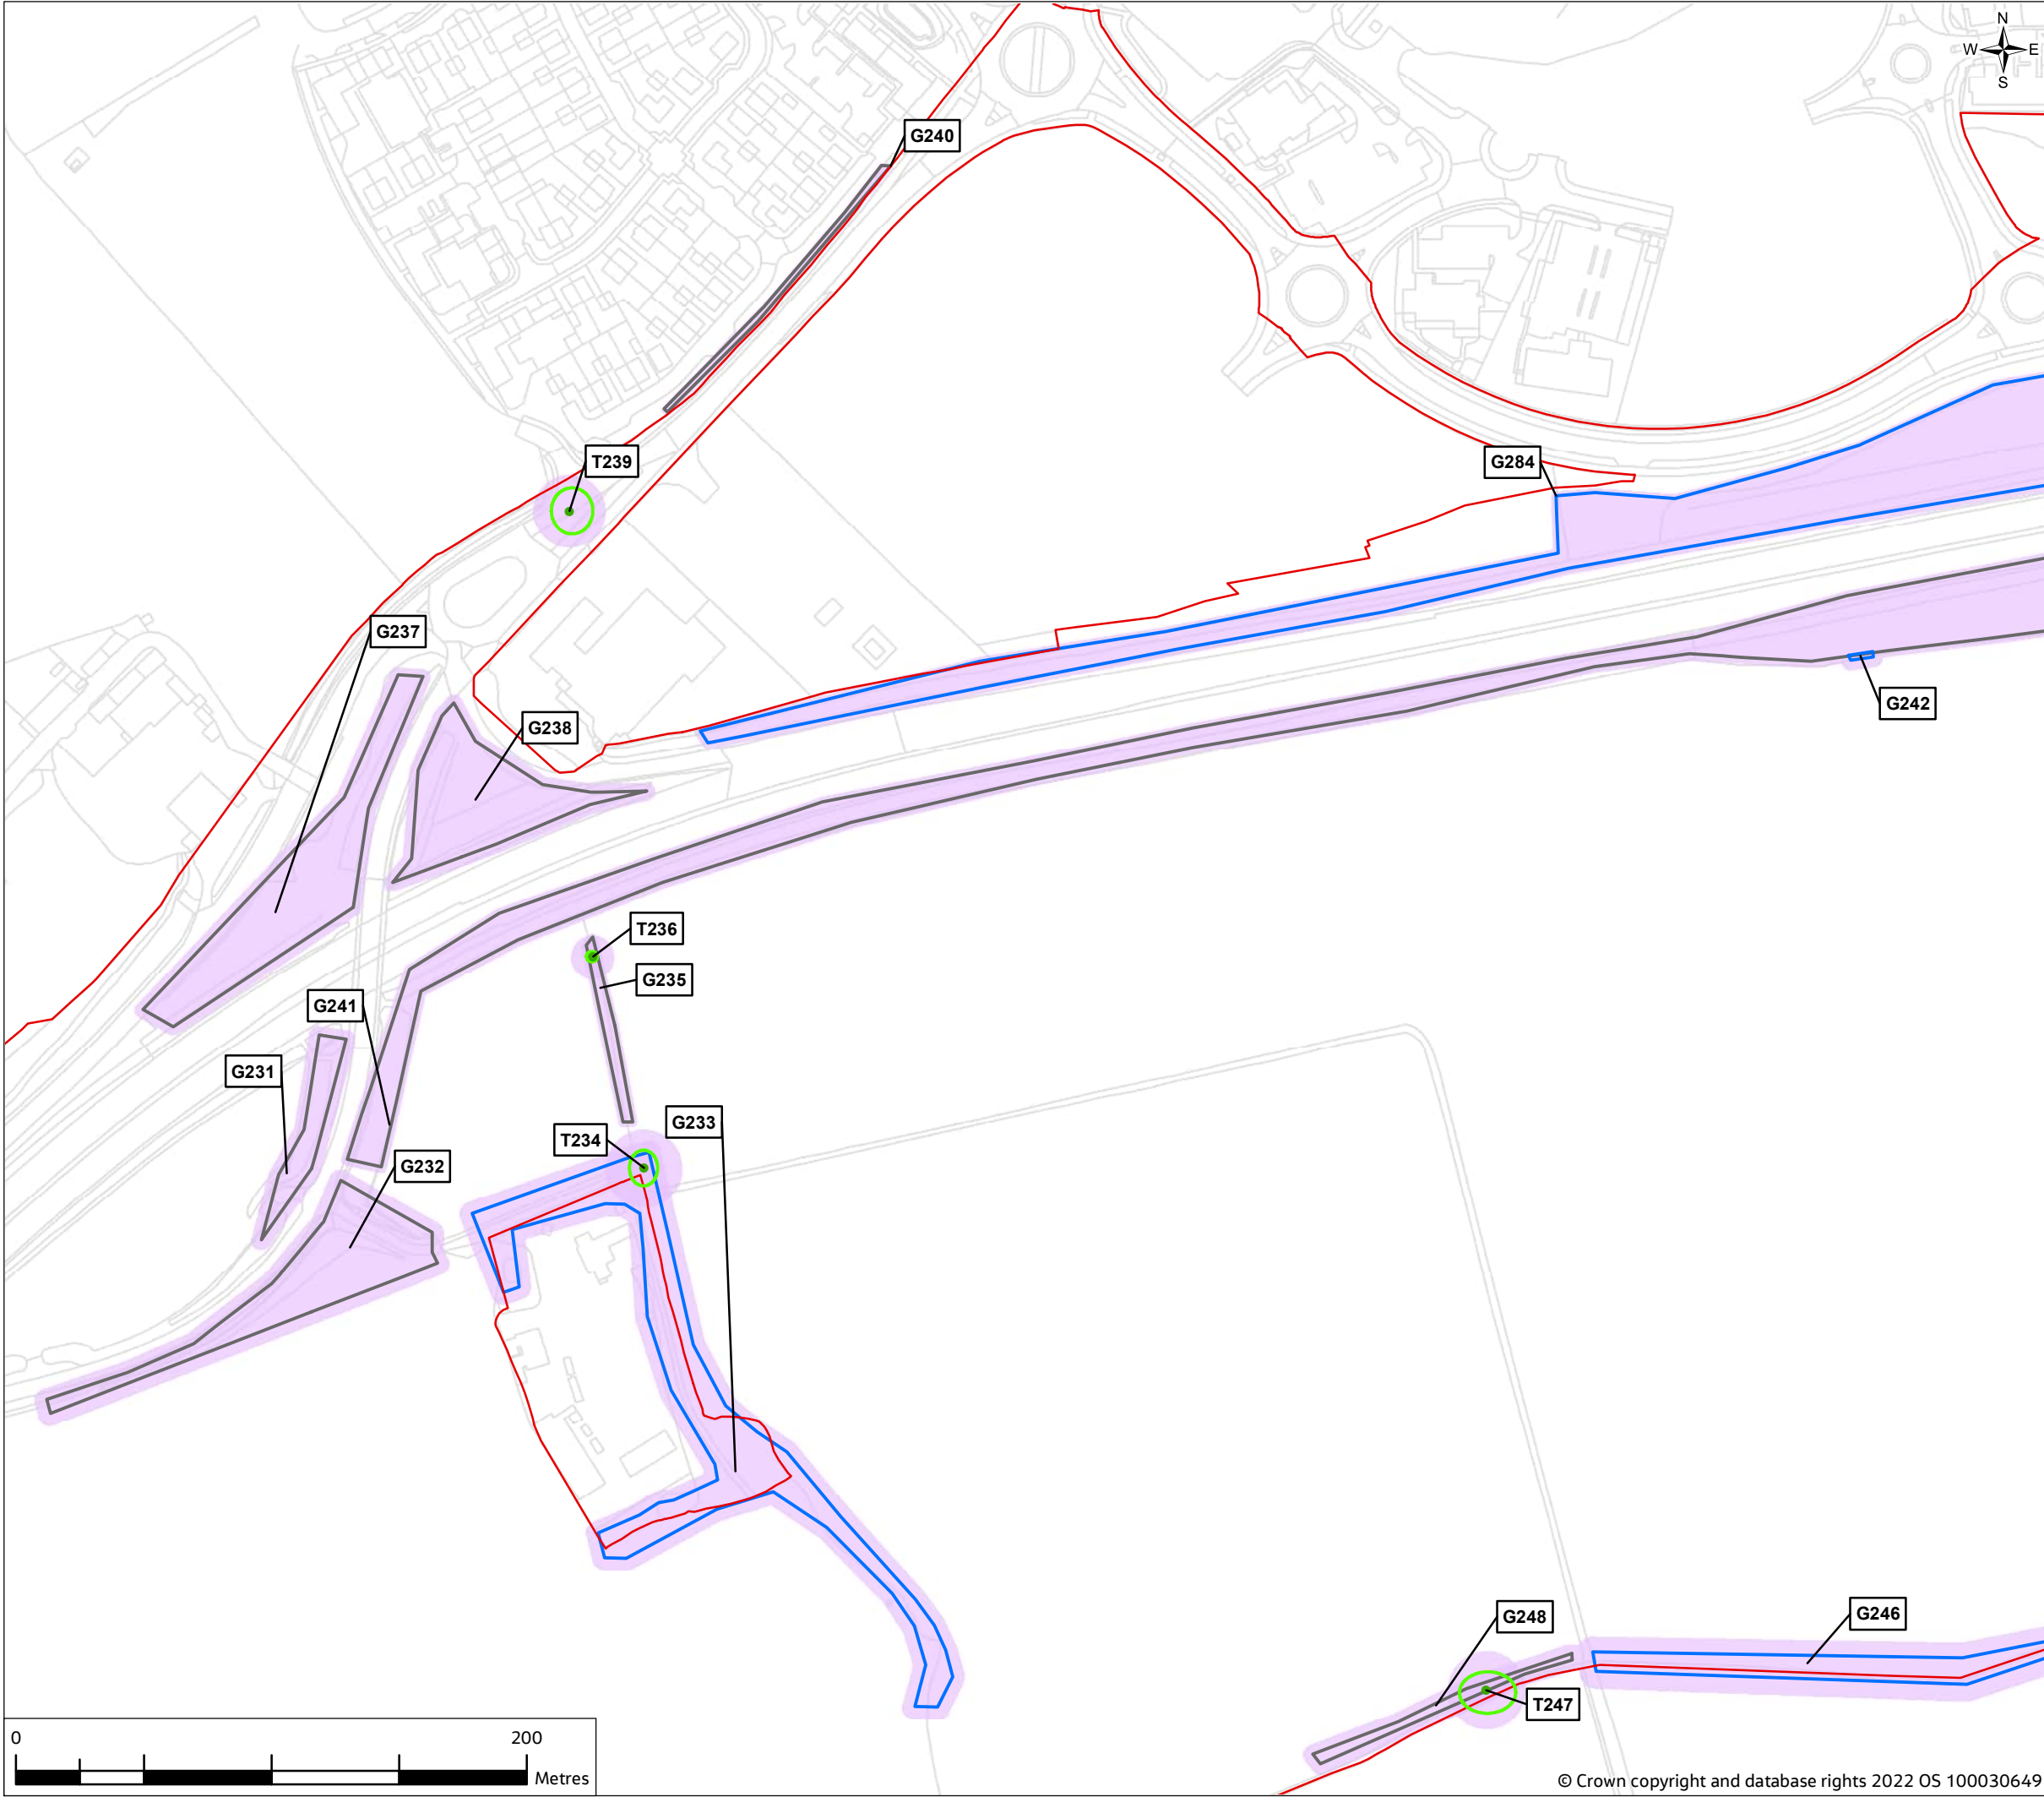 N
W E
S
G240
T239
G284
G237
G242
G238
T236
G235
G241
G231
G233
T234
G232
G246
G248
T247
0 200
Metres
© Crown copyright and database rights 2022 OS 100030649